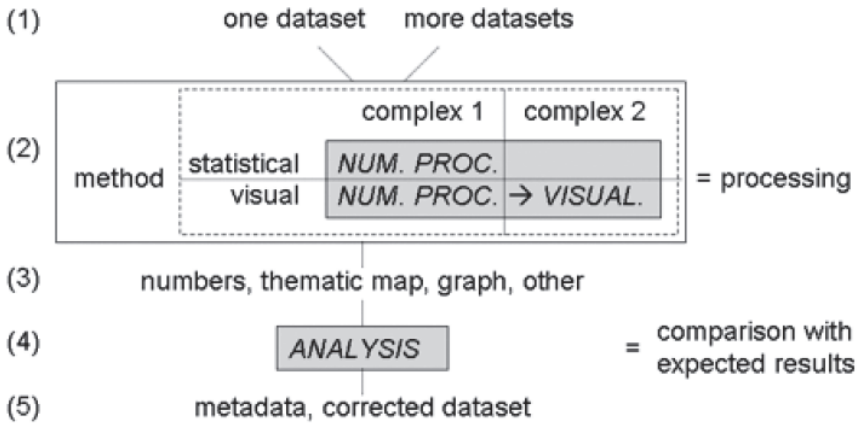 (1) one dataset more datasets
complex 1 complex 2
(2) statistical NUM. PROC.
method = processing
visual NUM. PROC. → VISUAL.
(3) numbers, thematic map, graph, other
(4) ANALYSIS = comparison with
expected results
(5) metadata, corrected dataset